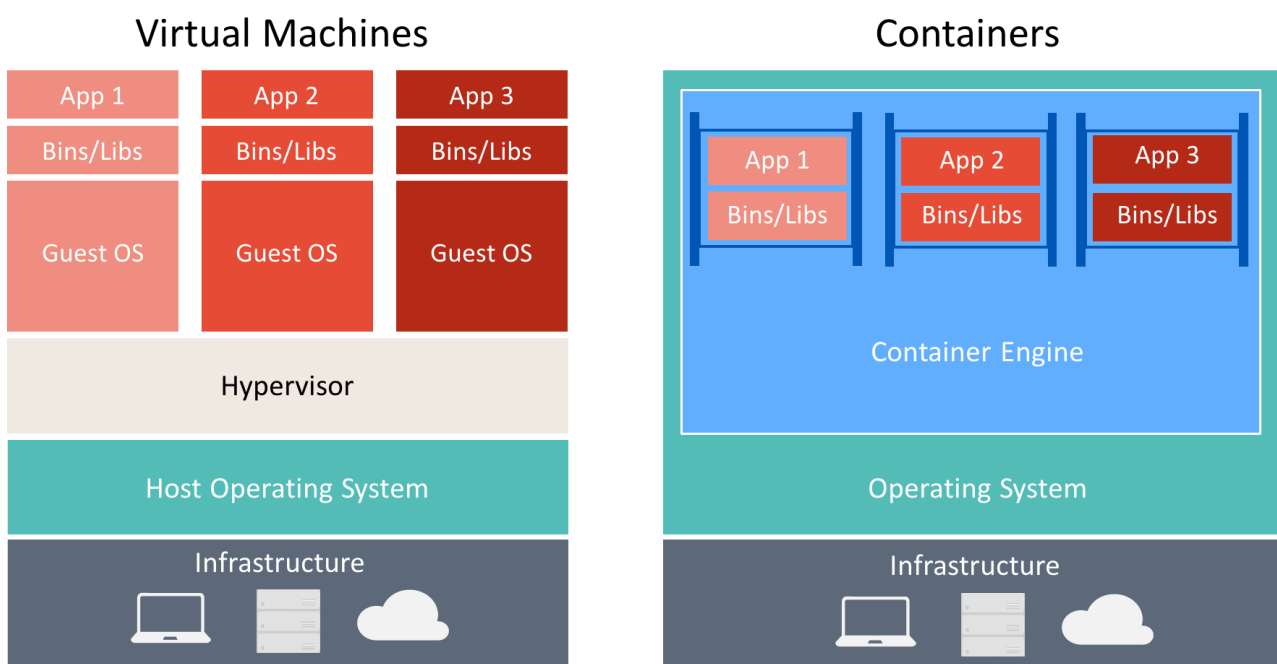 Virtual Machines
App 1
App 2
App 3
Bins/Libs
Bins/Libs
Bins/Libs
Guest OS
Guest OS
Guest OS
Hypervisor
Host Operating System
Infrastructure
Containers
App 1
App 2
App 3
Bins/Libs
Bins/Libs
Bins/Libs
Container Engine
Operating System
Infrastructure